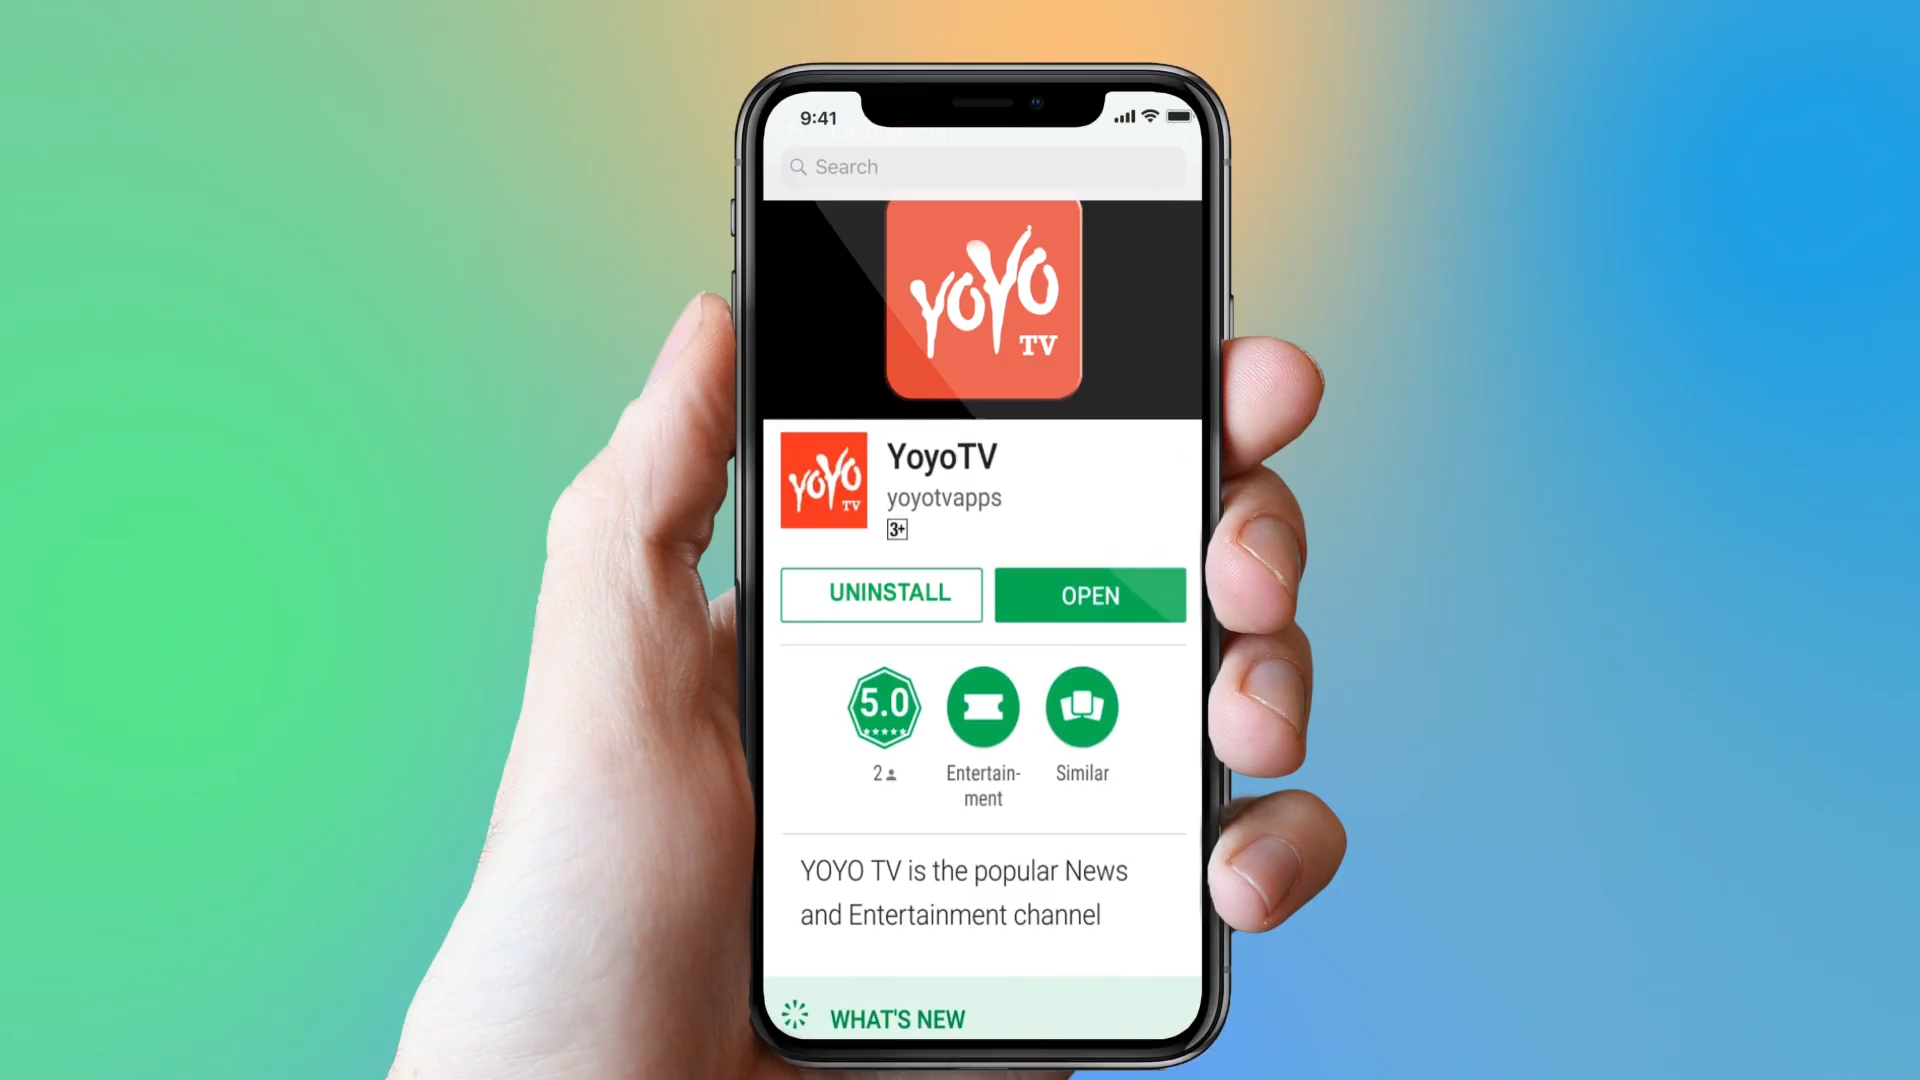 9:41
Search
YOYO
TV
YOYO
TV
YoyoTV
yoyotvapps
3+
UNINSTALL
OPEN
5.0
2
Entertain-
ment
Similar
YOYO TV is the popular News
and Entertainment channel
WHAT'S NEW